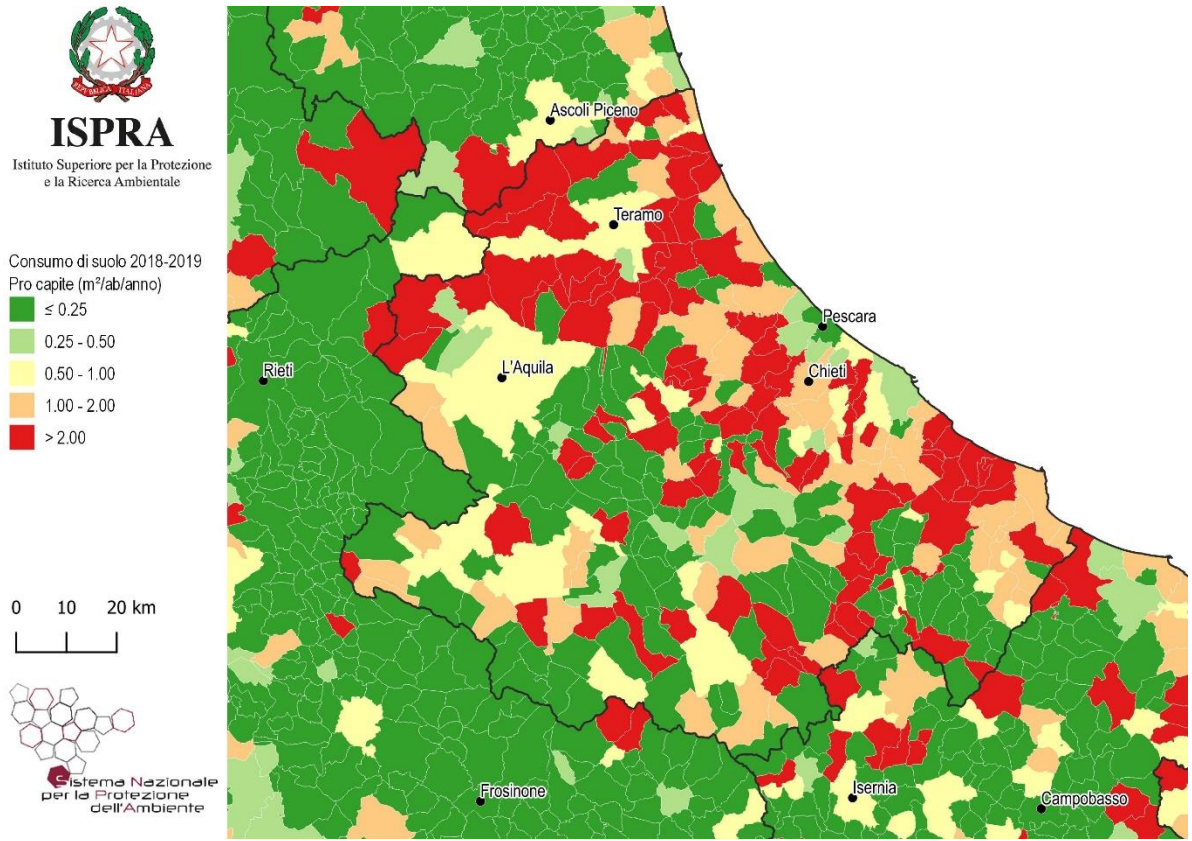 REPVBBLICA ITALIANA
ISPRA
Istituto Superiore per la Protezione
e la Ricerca Ambientale
Consumo di suolo 2018-2019
Pro capite (m²/ab/anno)
≤ 0.25
0.25 - 0.50
0.50 - 1.00
1.00 - 2.00
> 2.00
0 10 20 km
Sistema Nazionale
per la Protezione
dell'Ambiente
Ascoli Piceno
Teramo
Pescara
Rieti
L'Aquila
Chieti
Frosinone
Isernia
Campobasso